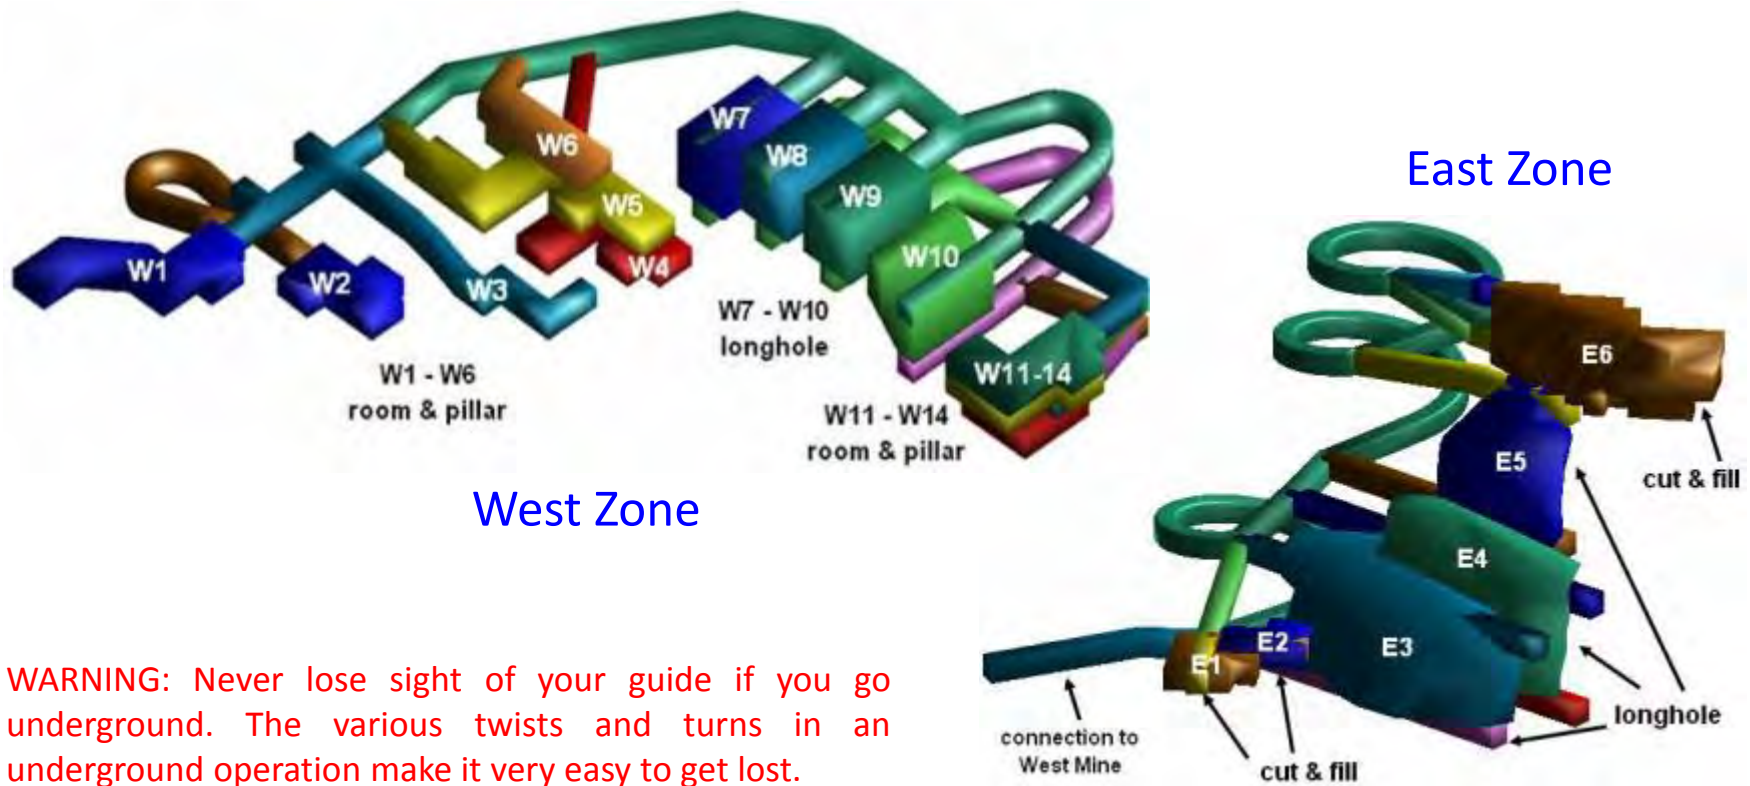 W1
W2
W3
W4
W5
W6
W7
W8
W9
W10
W11-14
W1 - W6
room & pillar
W7 - W10
longhole
W11 - W14
room & pillar
West Zone
East Zone
E6
E5
E4
E3
E2
E1
cut & fill
longhole
connection to
West Mine
cut & fill
WARNING: Never lose sight of your guide if you go
underground. The various twists and turns in an
underground operation make it very easy to get lost.